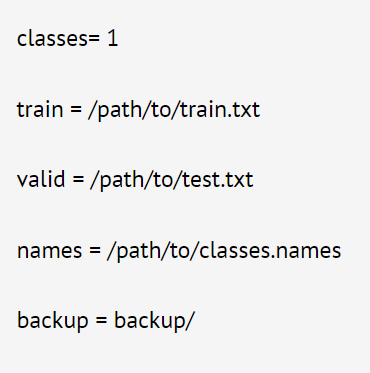 classes= 1
train = /path/to/train.txt
valid = /path/to/test.txt
names = /path/to/classes.names
backup = backup/